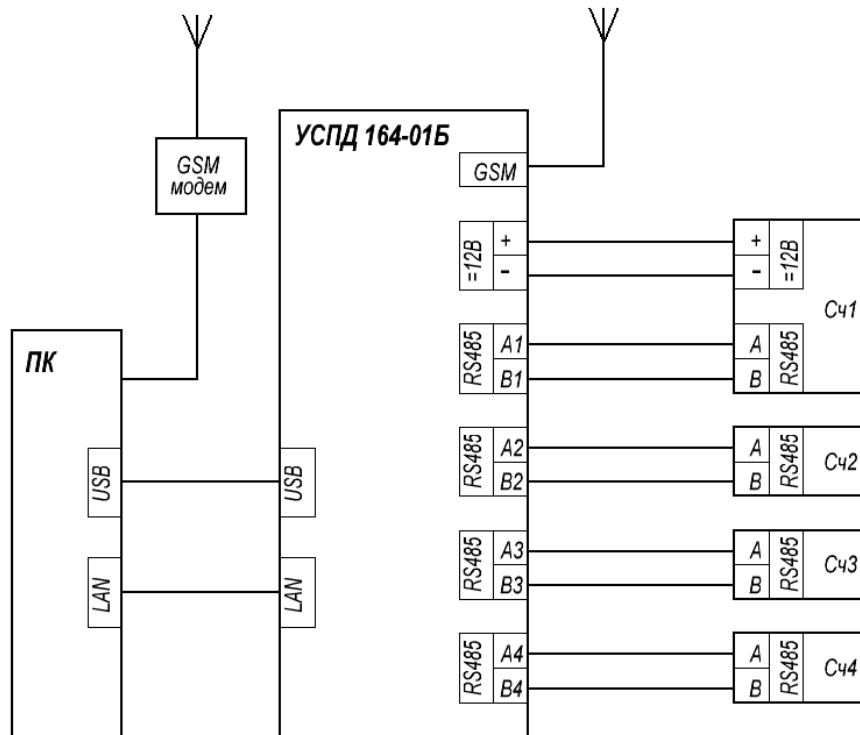 УСПД 164-01Б
GSM
модем
GSM
=12В
+
-
+
-
=12В
Сч1
ПК
RS485
A1
B1
A
B
RS485
USB
USB
RS485
A2
B2
A
B
RS485
Сч2
LAN
LAN
RS485
A3
B3
A
B
RS485
Сч3
RS485
A4
B4
A
B
RS485
Сч4